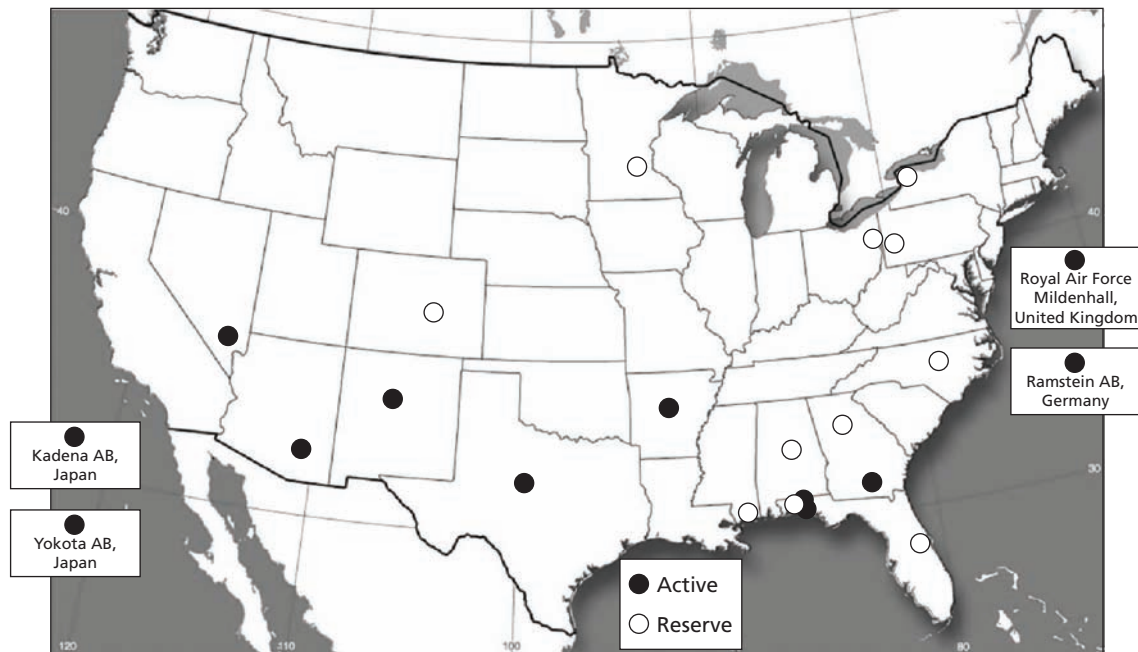 40
40
Royal Air Force
Mildenhall,
United Kingdom
Ramstein AB,
Germany
Kadena AB,
Japan
30
Yokota AB,
Japan
Active
Reserve
120
110
100
80